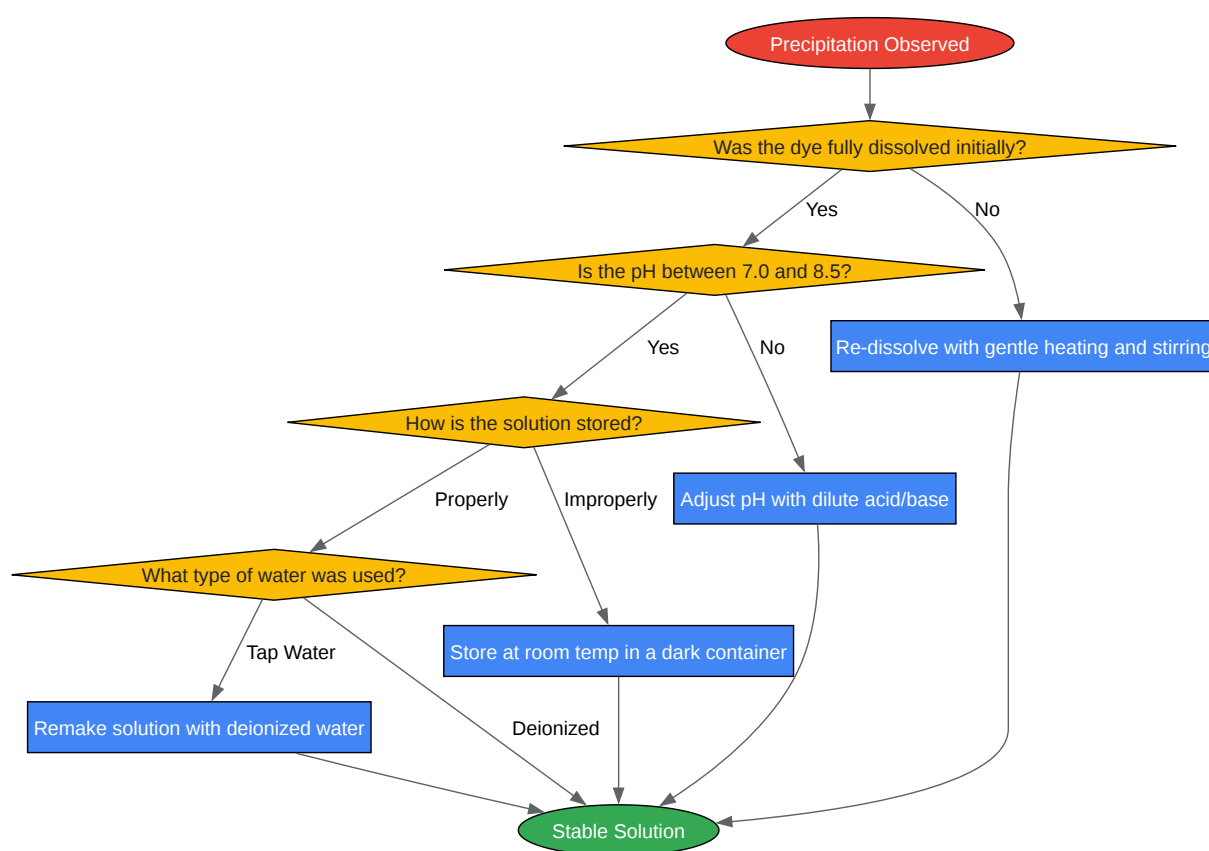 Precipitation Observed
Was the dye fully dissolved initially?
Yes
No
Is the pH between 7.0 and 8.5?
Yes
No
Re-dissolve with gentle heating and stirring
How is the solution stored?
Properly
Improperly
Adjust pH with dilute acid/base
What type of water was used?
Tap Water
Store at room temp in a dark container
Remake solution with deionized water
Deionized
Stable Solution